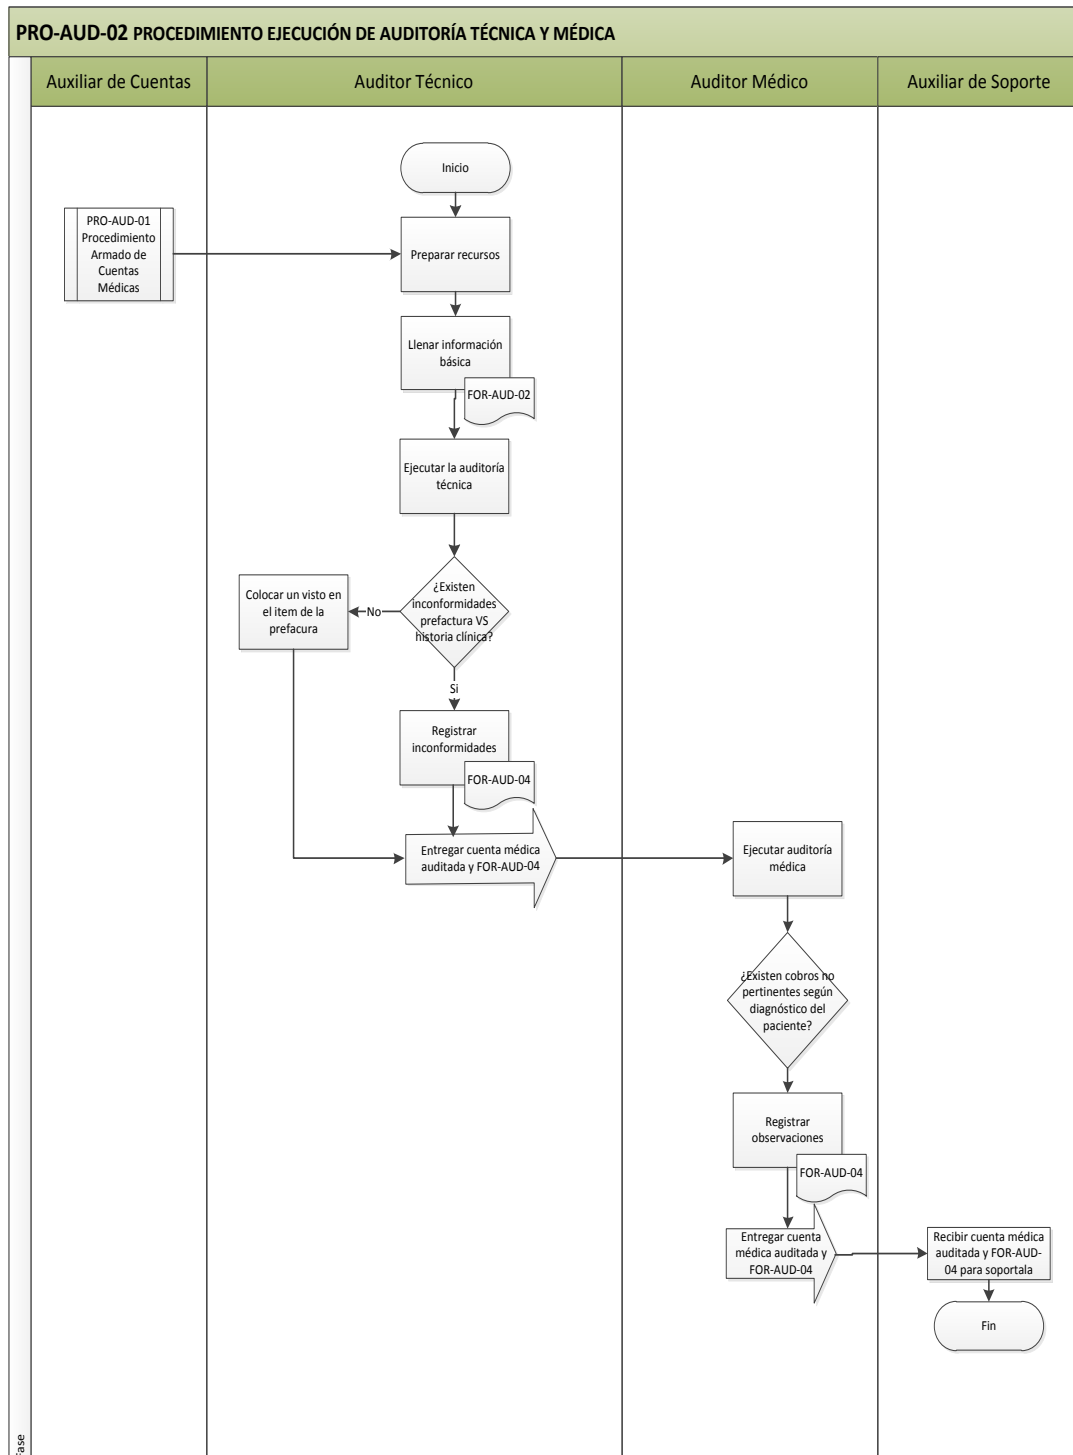 PRO-AUD-02 PROCEDIMIENTO EJECUCIÓN DE AUDITORÍA TÉCNICA Y MÉDICA
Auxiliar de Cuentas
Auditor Técnico
Auditor Médico
Auxiliar de Soporte
Inicio
PRO-AUD-01
Procedimiento
Armado de
Cuentas
Médicas
Preparar recursos
Llenar información
básica
FOR-AUD-02
Ejecutar la auditoría
técnica
¿Existen
inconformidades
prefactura VS
historia clínica?
No
Colocar un visto en
el item de la
prefacura
Si
Registrar
inconformidades
FOR-AUD-04
Entregar cuenta médica
auditada y FOR-AUD-04
Ejecutar auditoría
médica
¿Existen cobros no
pertinentes según
diagnóstico del
paciente?
Registrar
observaciones
FOR-AUD-04
Entregar cuenta
médica auditada y
FOR-AUD-04
Recibir cuenta médica
auditada y FOR-AUD-
04 para soportala
Fin
Fase